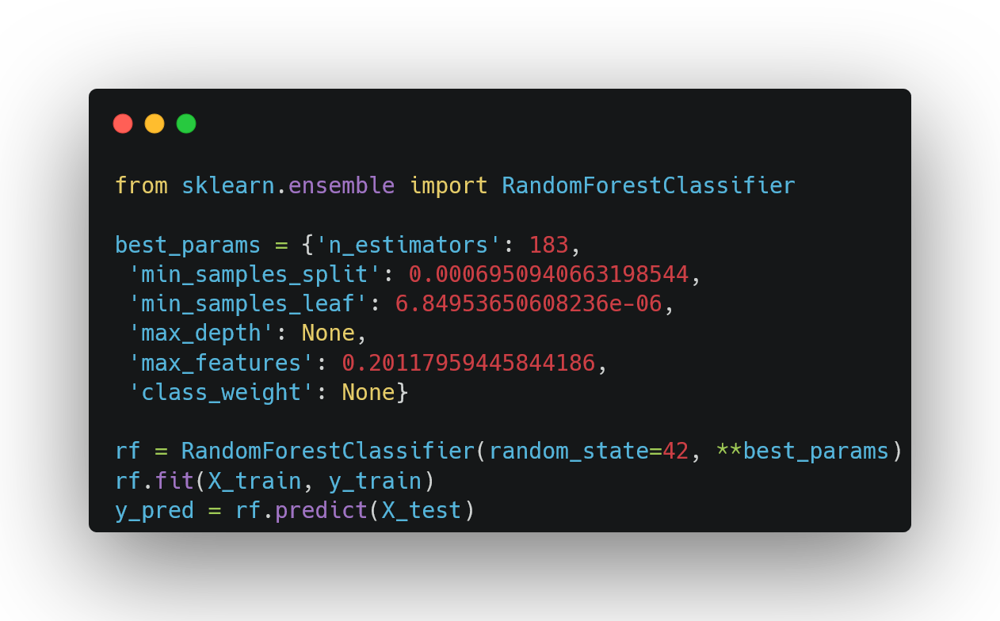 from sklearn.ensemble import RandomForestClassifier
best_params = {'n_estimators': 183,
 'min_samples_split': 0.0006950940663198544,
 'min_samples_leaf': 6.84953650608236e-06,
 'max_depth': None,
 'max_features': 0.20117959445844186,
 'class_weight': None}
rf = RandomForestClassifier(random_state=42, **best_params)
rf.fit(X_train, y_train)
y_pred = rf.predict(X_test)